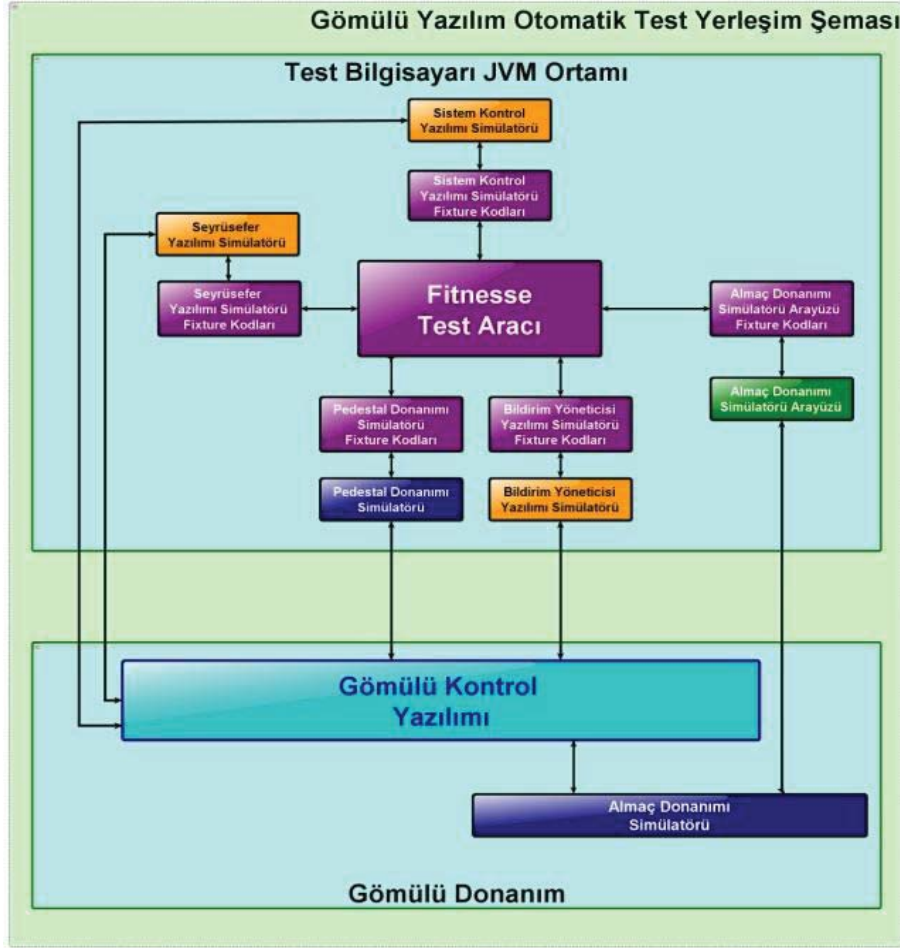 Gömülü Yazılım Otomatik Test Yerleşim Şeması
Test Bilgisayarı JVM Ortamı
Sistem Kontrol
Yazılımı Simülatörü
Sistem Kontrol
Yazılımı Simülatörü
Fixture Kodları
Seyrüsefer
Yazılımı Simülatörü
Seyrüsefer
Yazılımı Simülatörü
Fixture Kodları
Fitnesse
Test Aracı
Almaç Donanımı
Simülatörü Arayüzü
Fixture Kodları
Almaç Donanımı
Simülatörü Arayüzü
Pedestal Donanımı
Simülatörü
Fixture Kodları
Bildirim Yöneticisi
Yazılımı Simülatörü
Fixture Kodları
Pedestal Donanımı
Simülatörü
Bildirim Yöneticisi
Yazılımı Simülatörü
Gömülü Kontrol
Yazılımı
Almaç Donanımı
Simülatörü
Gömülü Donanım